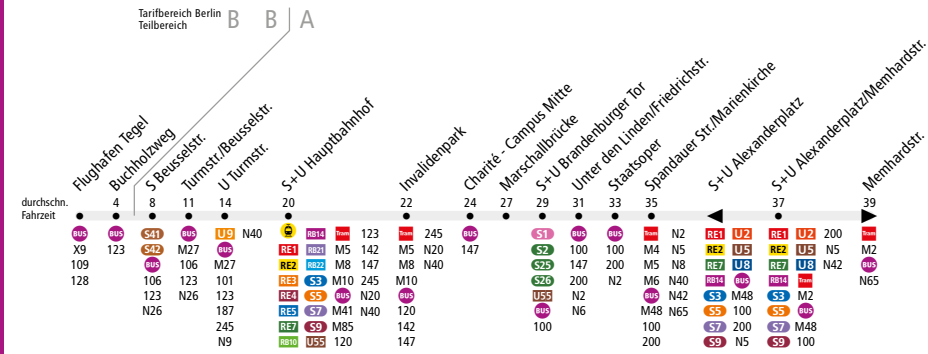 Tarifbereich Berlin B B A
Teilbereich
Flughafen Tegel
Buchholzweg
S Beusselstr.
Turmstr./Beusselstr.
U Turmstr.
S+U Hauptbahnhof
Invalidenpark
Charité - Campus Mitte
Marschallbrücke
S+U Brandenburger Tor
Unter den Linden/Friedrichstr.
Staatsoper
Spandauer Str./Marienkirche
S+U Alexanderplatz
S+U Alexanderplatz/Memhardstr.
Memhardstr.
durchschn. 4 8 11 14 20 22 24 27 29 31 33 35 37 39
Fahrzeit
BUS
X9
109
128
BUS
123
S41
S42
BUS
106
123
N26
BUS
M27
106
123
N26
U9 N40
BUS
M27
101
123
187
245
N9
RB14 Tram 123
RE1 RB21 M5 142
RE2 RB22 M8 147
RE3 S3 M10 245
RE4 S5 BUS N20
RE5 S7 M41 N40
RE7 S9 M85
RB10 U55 120
Tram 245
M5 N20
M8 N40
M10
BUS
120
142
147
BUS
147
S1
S2
S25
S26
U55
BUS
100
BUS
100
147
200
N2
N6
BUS
100
200
N2
Tram N2
M4 N5
M5 N8
M6 N40
BUS N42
M48 N65
100
200
RE1 U2
RE2 U5
RE7 U8
RB14 BUS
S3 M48
S5 100
S7 200
S9 N5
RE1 U2 200
RE2 U5 N5
RE7 U8 N42
RB14 Tram
S3 M2
S5 BUS
S7 M48
S9 100
Tram
M2
BUS
N65